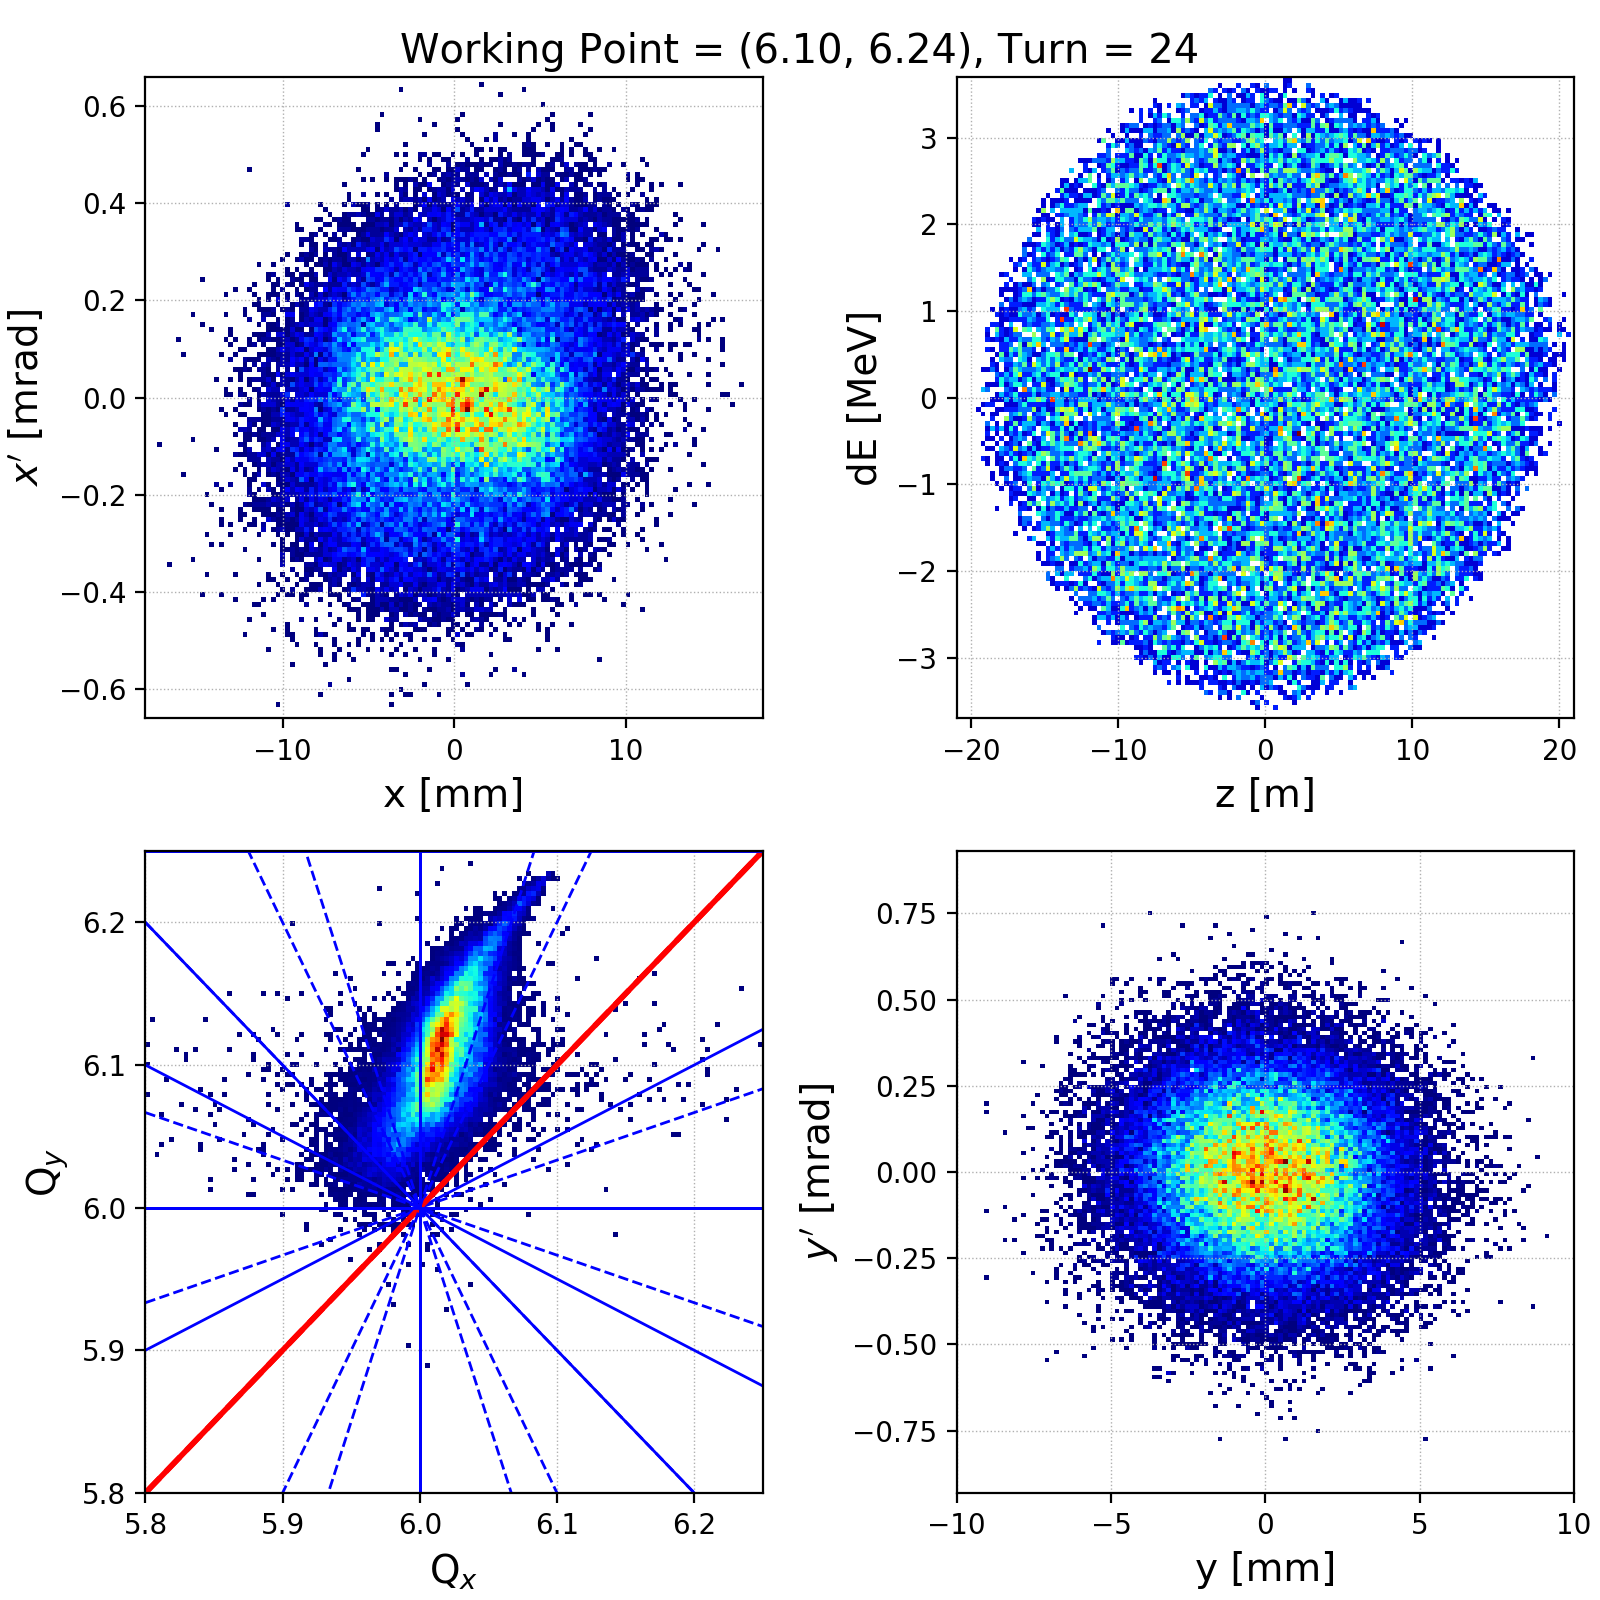 Working Point = (6.10, 6.24), Turn = 24
0.6
0.4
0.2
0.0
−0.2
−0.4
−0.6
x′ [mrad]
−10 0 10
x [mm]
3
2
1
0
−1
−2
−3
dE [MeV]
−20 −10 0 10 20
z [m]
6.2
6.1
6.0
5.9
5.8
Qy
5.8 5.9 6.0 6.1 6.2
Qx
0.75
0.50
0.25
0.00
−0.25
−0.50
−0.75
y′ [mrad]
−10 −5 0 5 10
y [mm]